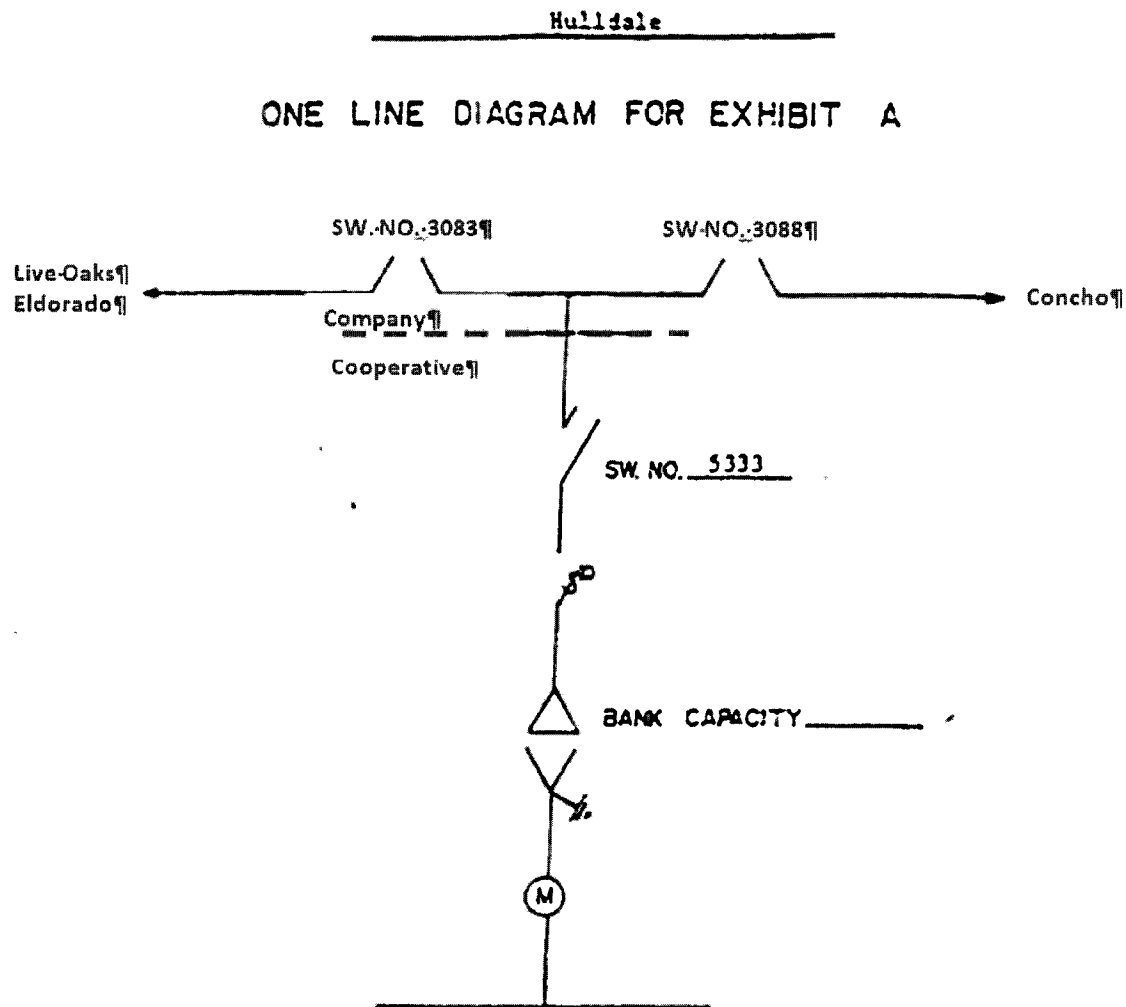 Hulldale
ONE LINE DIAGRAM FOR EXHIBIT A
SW.·NO.·3083¶
SW·NO.·3088¶
Live·Oaks¶
Eldorado¶
Concho¶
Company¶
Cooperative¶
SW. NO. 5333
BANK CAPACITY
M